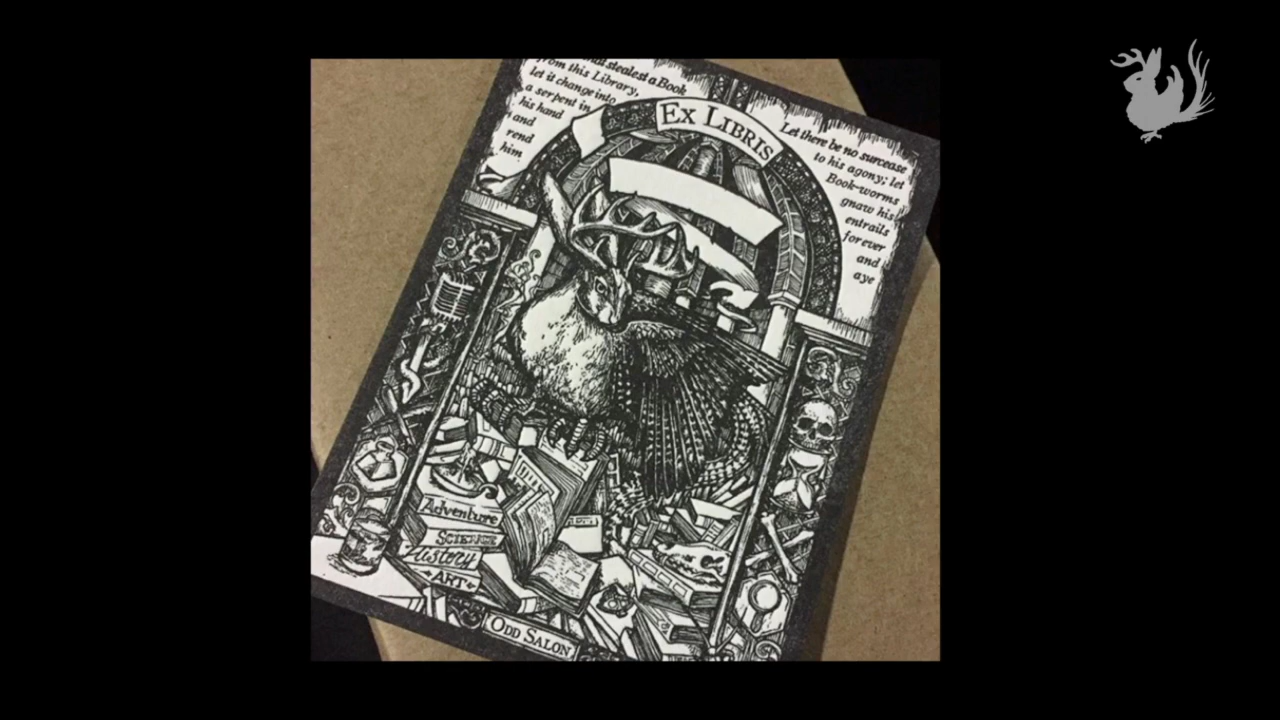 that stealest a Book
from this Library,
let it change into
a serpent in
his hand
and
rend
him
Ex Libris
Let there be no surcease
to his agony; let
Book-worms
gnaw his
entrails
for ever
and
aye
Adventure
Science
History
ART
Odd Salon